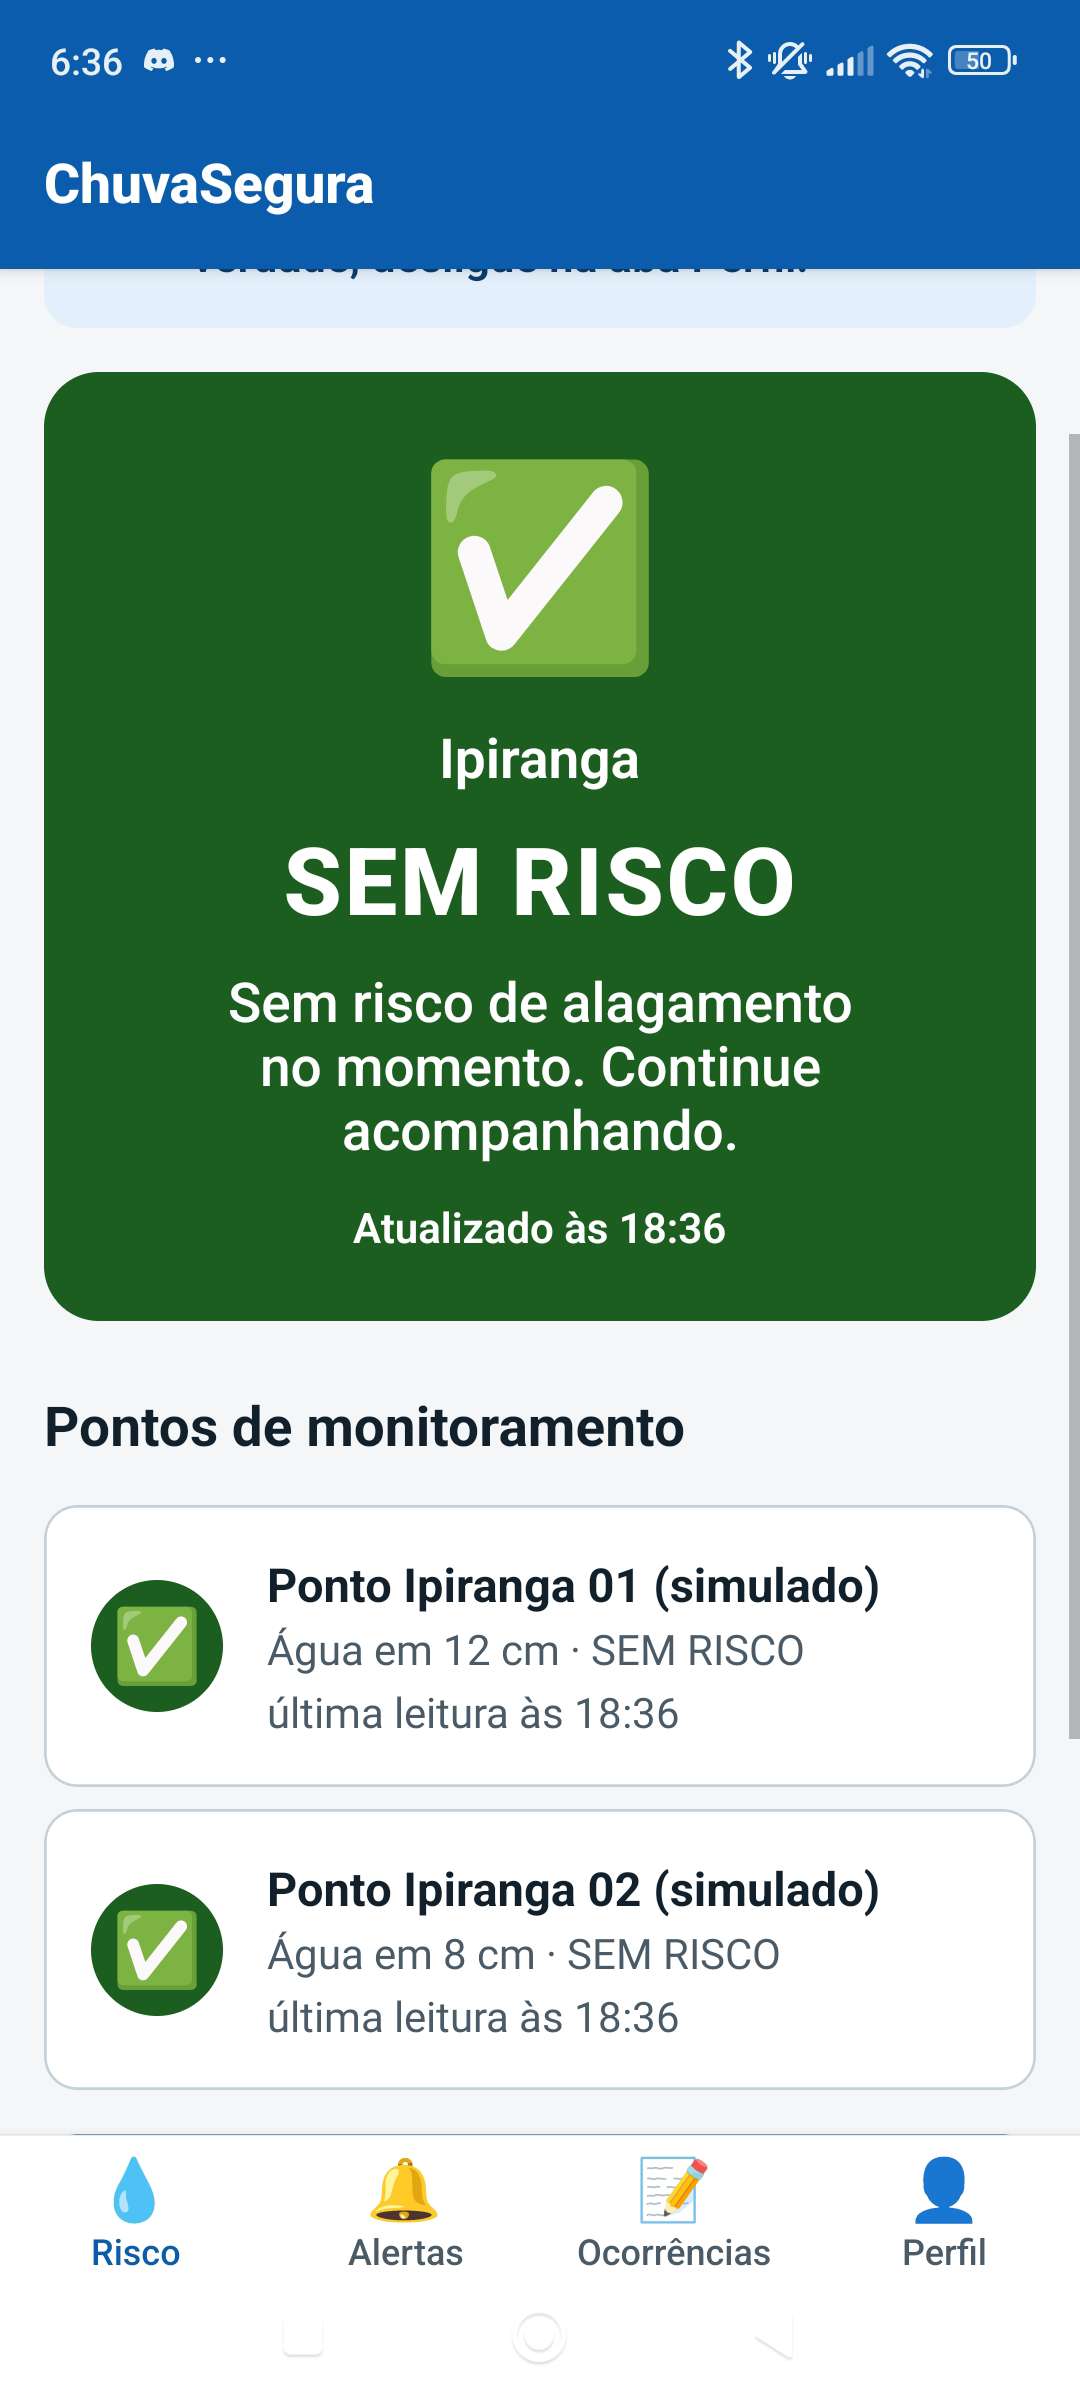 6:36
50
ChuvaSegura
Ipiranga
SEM RISCO
Sem risco de alagamento
no momento. Continue
acompanhando.
Atualizado às 18:36
Pontos de monitoramento
Ponto Ipiranga 01 (simulado)
Água em 12 cm · SEM RISCO
última leitura às 18:36
Ponto Ipiranga 02 (simulado)
Água em 8 cm · SEM RISCO
última leitura às 18:36
Risco
Alertas
Ocorrências
Perfil